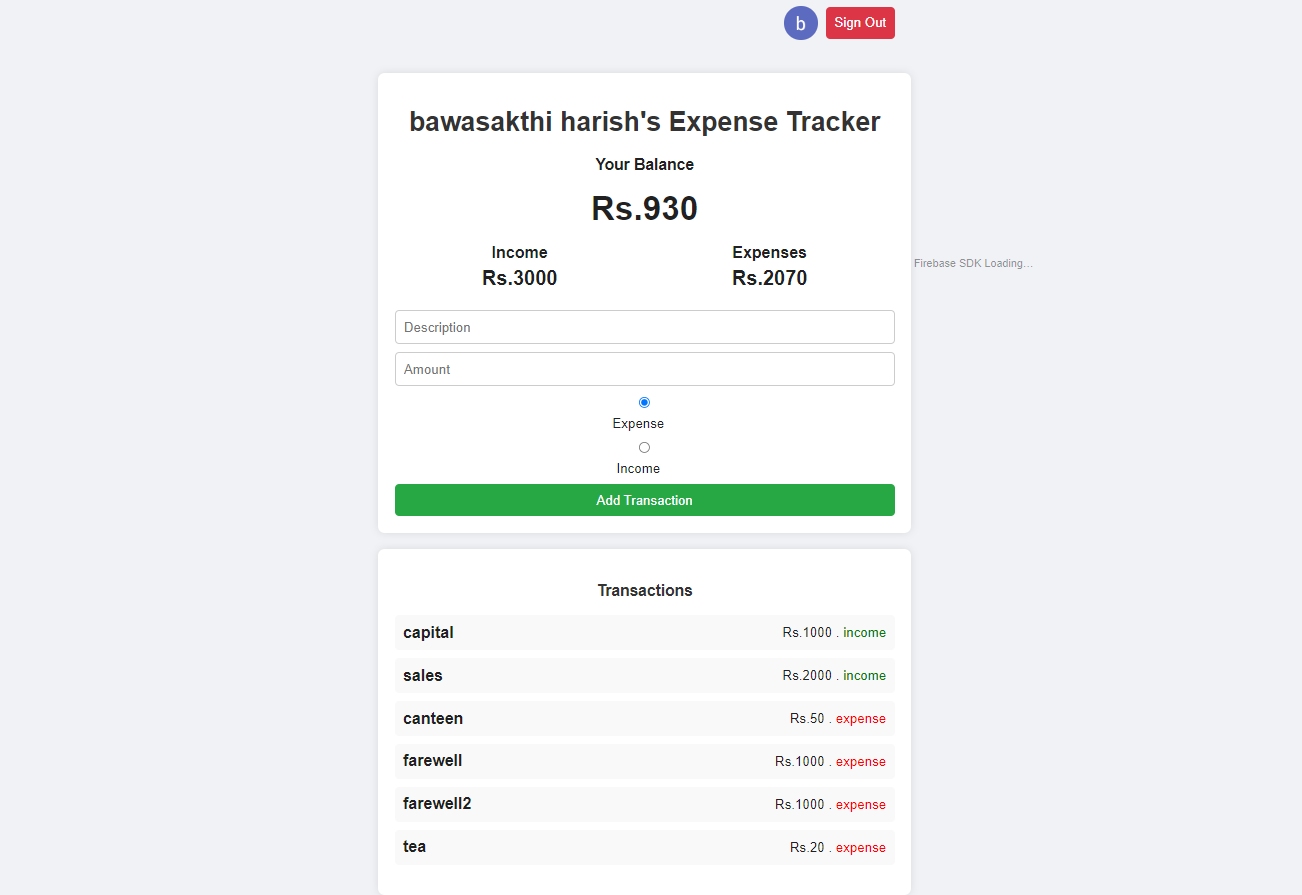 b Sign Out
bawasakthi harish's Expense Tracker
Your Balance
Rs.930
Income Expenses
Rs.3000 Rs.2070
Firebase SDK Loading...
Description
Amount
Expense
Income
Add Transaction
Transactions
capital Rs.1000 . income
sales Rs.2000 . income
canteen Rs.50 . expense
farewell Rs.1000 . expense
farewell2 Rs.1000 . expense
tea Rs.20 . expense